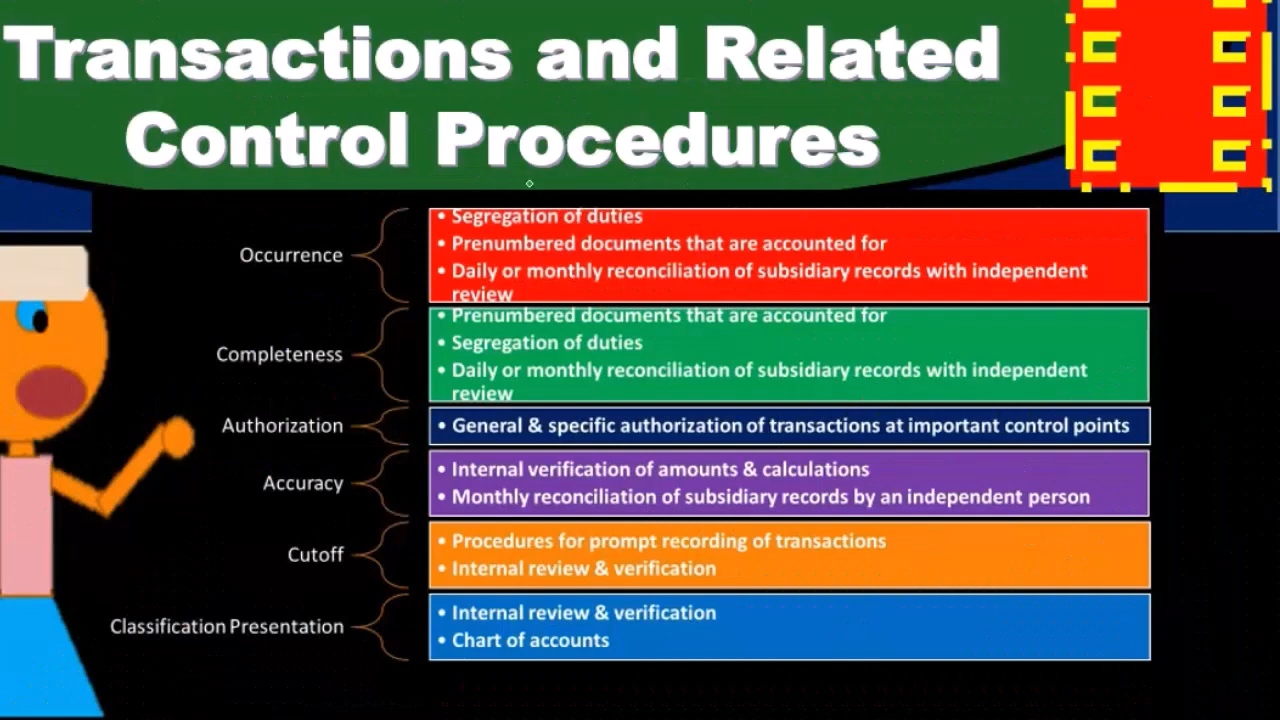 Transactions and Related
Control Procedures
Occurrence
• Segregation of duties
• Prenumbered documents that are accounted for
• Daily or monthly reconciliation of subsidiary records with independent
review
Completeness
• Prenumbered documents that are accounted for
• Segregation of duties
• Daily or monthly reconciliation of subsidiary records with independent
review
Authorization
• General & specific authorization of transactions at important control points
Accuracy
• Internal verification of amounts & calculations
• Monthly reconciliation of subsidiary records by an independent person
Cutoff
• Procedures for prompt recording of transactions
• Internal review & verification
Classification Presentation
• Internal review & verification
• Chart of accounts